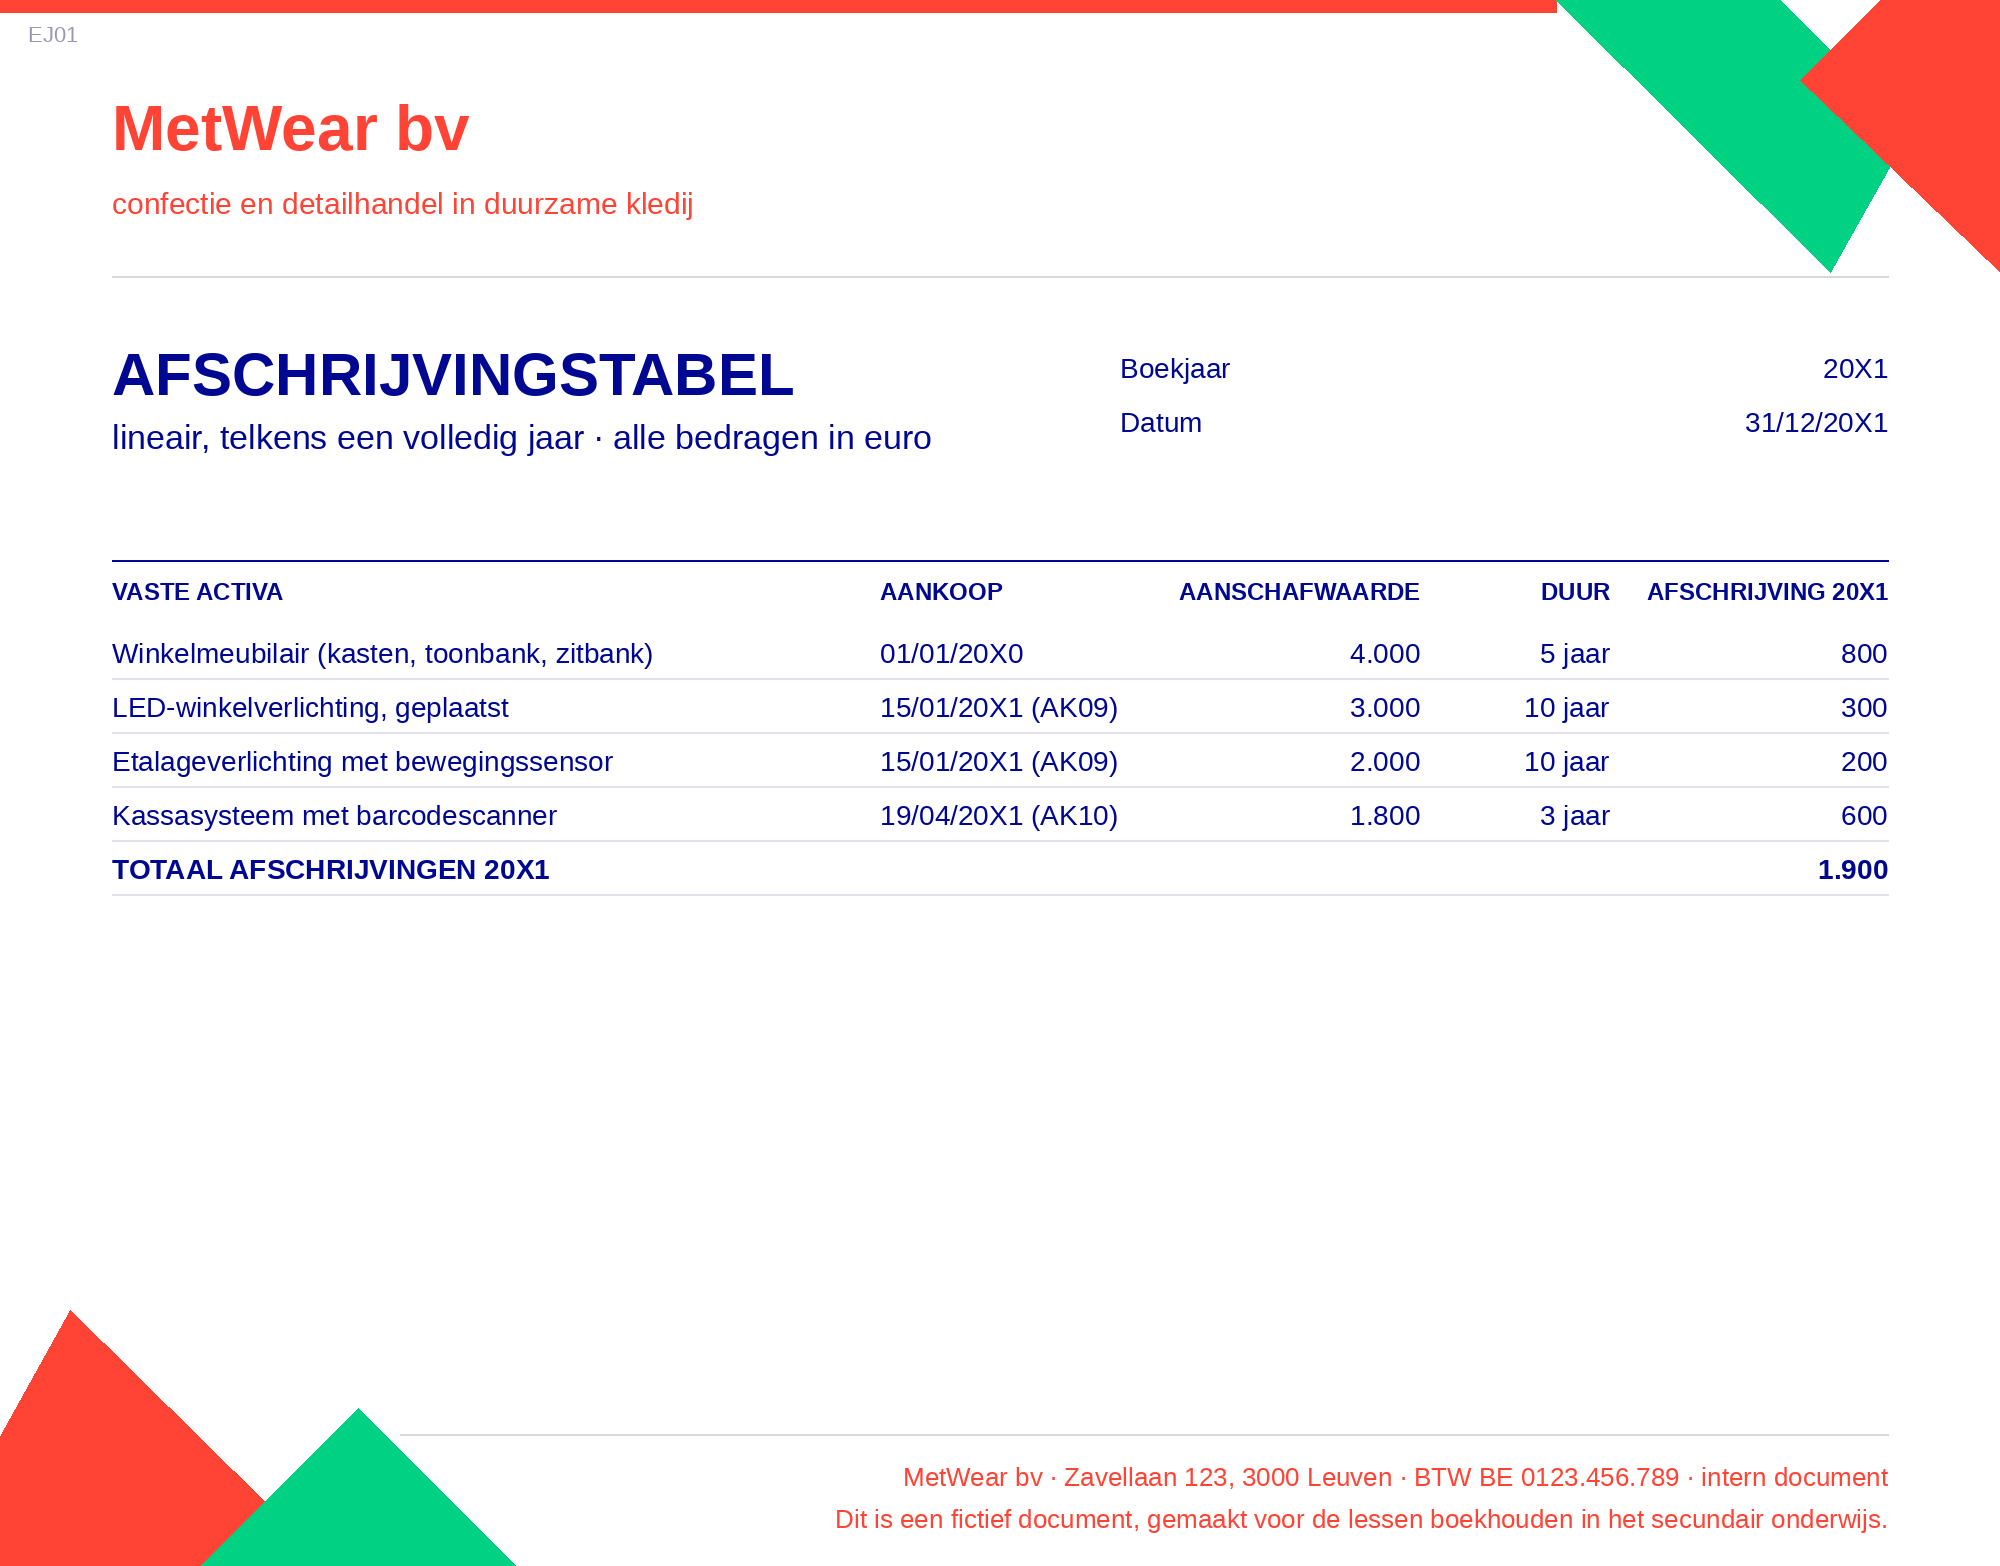 EJ01
MetWear bv
confectie en detailhandel in duurzame kledij
AFSCHRIJVINGSTABEL
lineair, telkens een volledig jaar · alle bedragen in euro
Boekjaar 20X1
Datum 31/12/20X1
VASTE ACTIVA AANKOOP AANSCHAFWAARDE DUUR AFSCHRIJVING 20X1
Winkelmeubilair (kasten, toonbank, zitbank) 01/01/20X0 4.000 5 jaar 800
LED-winkelverlichting, geplaatst 15/01/20X1 (AK09) 3.000 10 jaar 300
Etalageverlichting met bewegingssensor 15/01/20X1 (AK09) 2.000 10 jaar 200
Kassasysteem met barcodescanner 19/04/20X1 (AK10) 1.800 3 jaar 600
TOTAAL AFSCHRIJVINGEN 20X1 1.900
MetWear bv · Zavellaan 123, 3000 Leuven · BTW BE 0123.456.789 · intern document
Dit is een fictief document, gemaakt voor de lessen boekhouden in het secundair onderwijs.